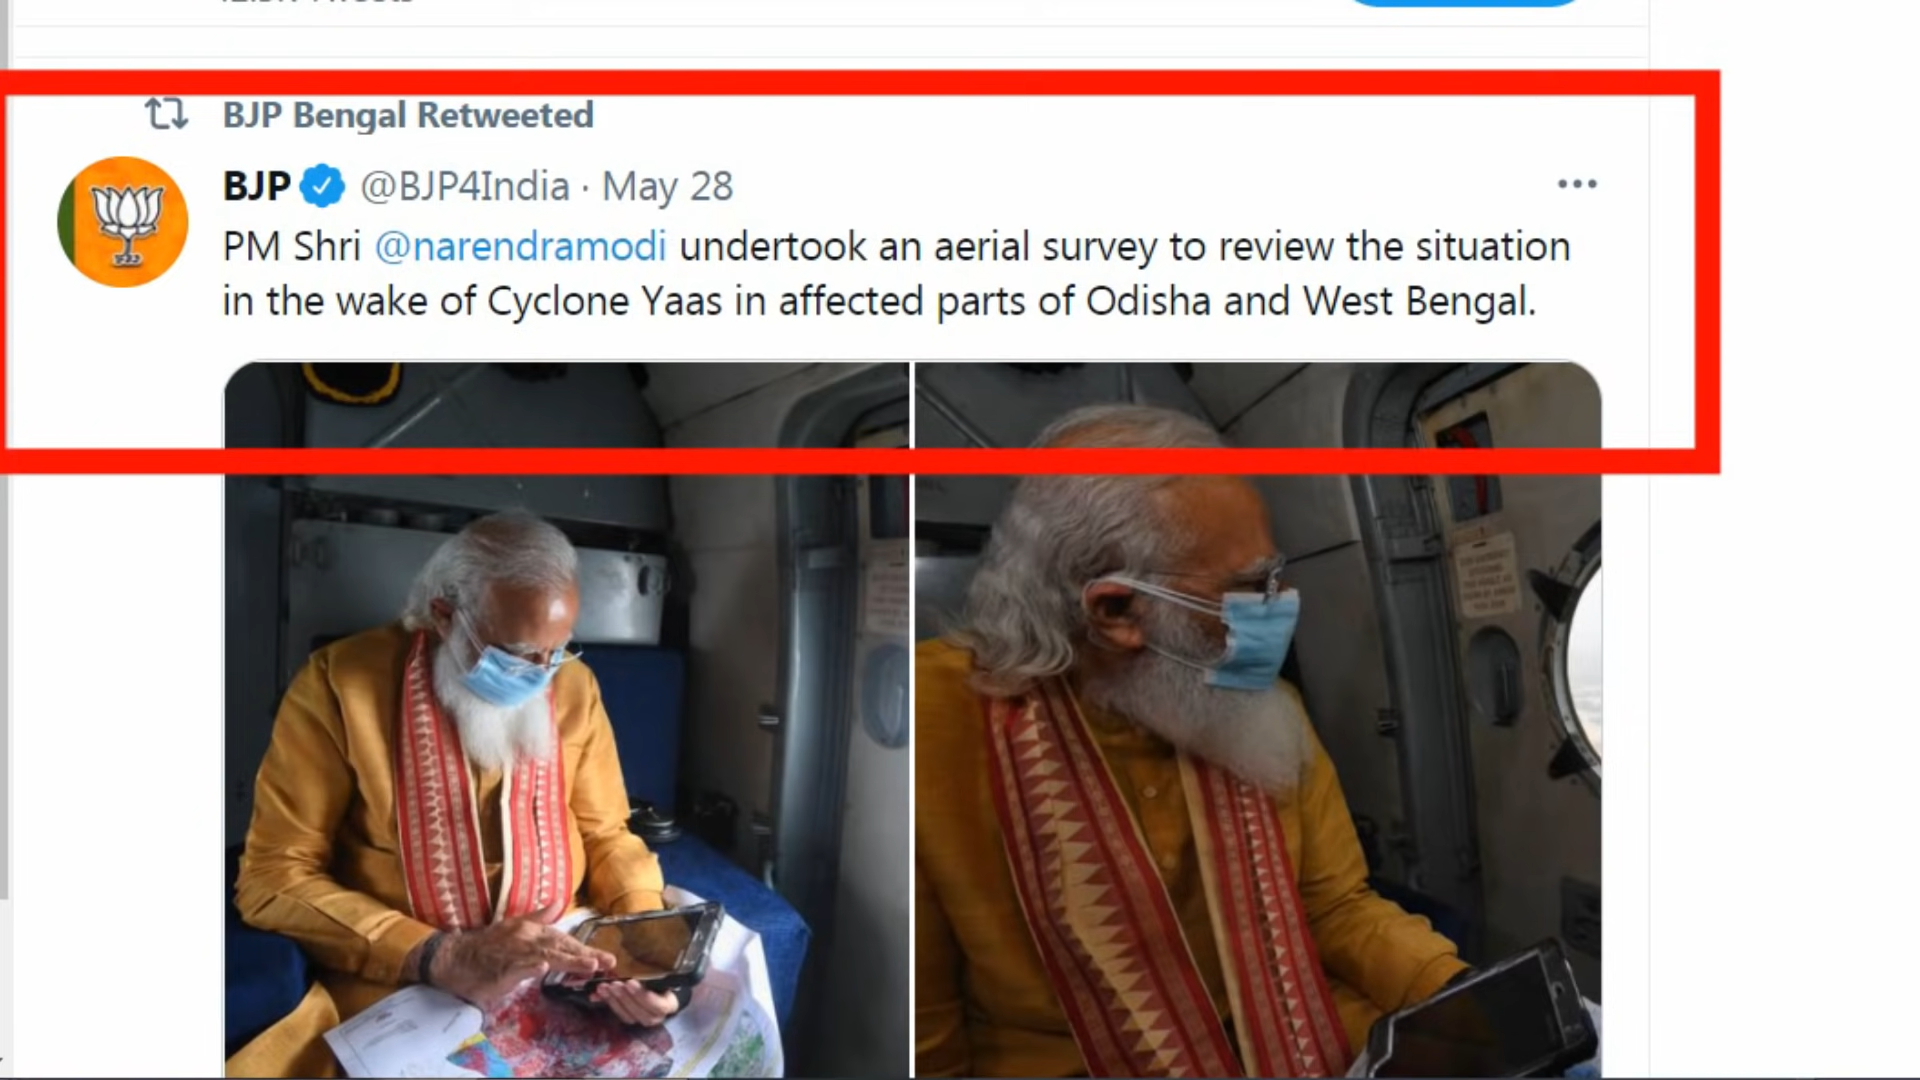 BJP Bengal Retweeted
BJP @BJP4India · May 28
PM Shri @narendramodi undertook an aerial survey to review the situation
in the wake of Cyclone Yaas in affected parts of Odisha and West Bengal.